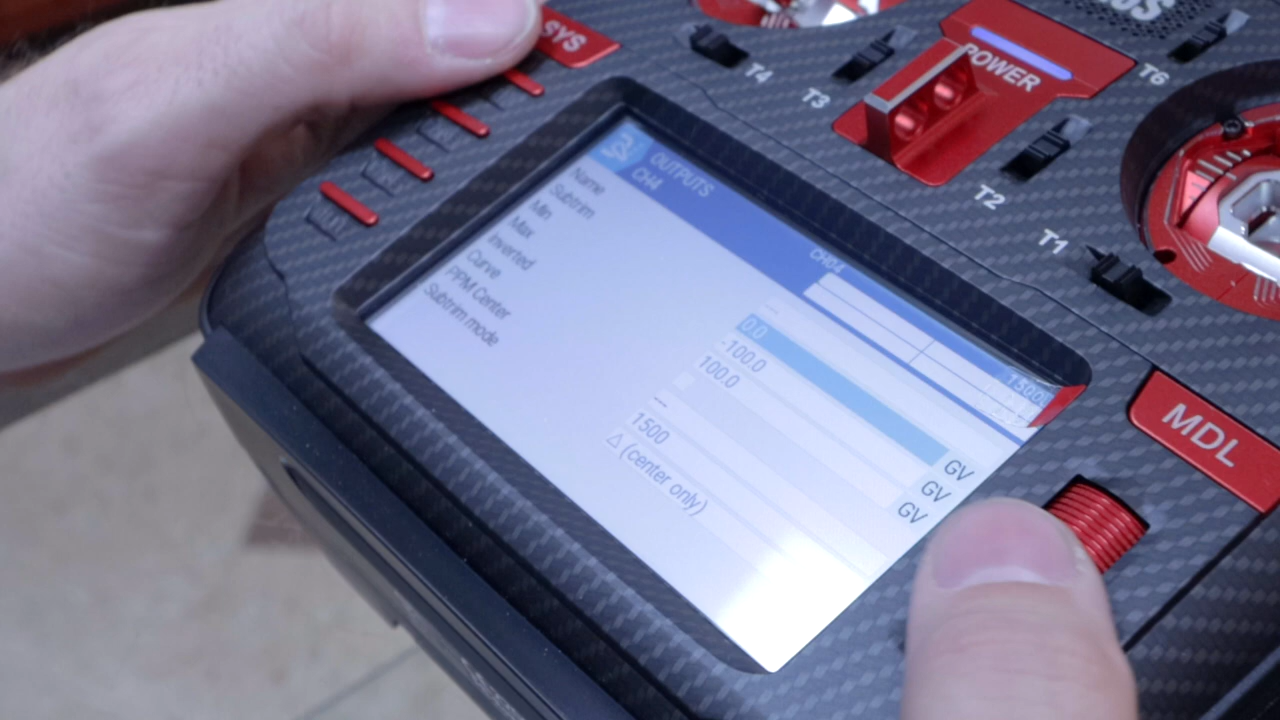 SYS
T4
T3
POWER
T6
T2
T1
MDL
OUTPUTS
CH4
CH04
Name
Subtrim
0.0
GV
Min
-100.0
GV
Max
100.0
GV
Inverted
Curve
---
PPM Center
1500
Subtrim mode
Δ (center only)